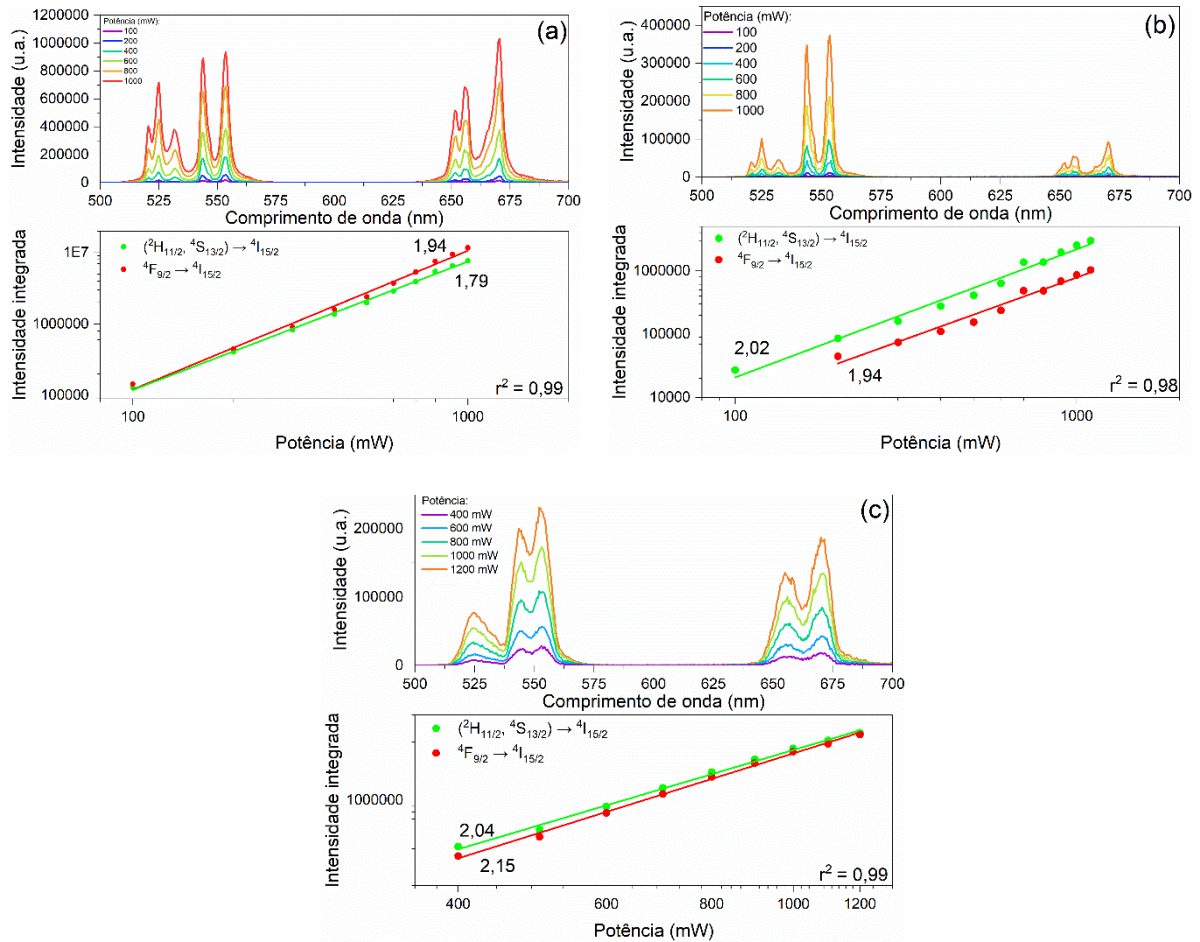 (a)
Potência (mW):
100
200
400
600
800
1000
Intensidade (u.a.)
1200000
1000000
800000
600000
400000
200000
0
500 525 550 575 600 625 650 675 700
Comprimento de onda (nm)
Intensidade integrada
1E7
1000000
100000
(²H₁₁/₂, ⁴S₁₃/₂) → ⁴I₁₅/₂
⁴F₉/₂ → ⁴I₁₅/₂
1,94
1,79
r² = 0,99
100 1000
Potência (mW)
(b)
Potência (mW):
100
200
400
600
800
1000
Intensidade (u.a.)
400000
300000
200000
100000
0
500 525 550 575 600 625 650 675 700
Comprimento de onda (nm)
Intensidade integrada
1000000
100000
10000
(²H₁₁/₂, ⁴S₁₃/₂) → ⁴I₁₅/₂
⁴F₉/₂ → ⁴I₁₅/₂
2,02
1,94
r² = 0,98
100 1000
Potência (mW)
(c)
Potência:
400 mW
600 mW
800 mW
1000 mW
1200 mW
Intensidade (u.a.)
200000
100000
0
500 525 550 575 600 625 650 675 700
Comprimento de onda (nm)
Intensidade integrada
1000000
(²H₁₁/₂, ⁴S₁₃/₂) → ⁴I₁₅/₂
⁴F₉/₂ → ⁴I₁₅/₂
2,04
2,15
r² = 0,99
400 600 800 1000 1200
Potência (mW)